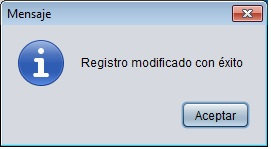 Mensaje
Registro modificado con éxito
Aceptar